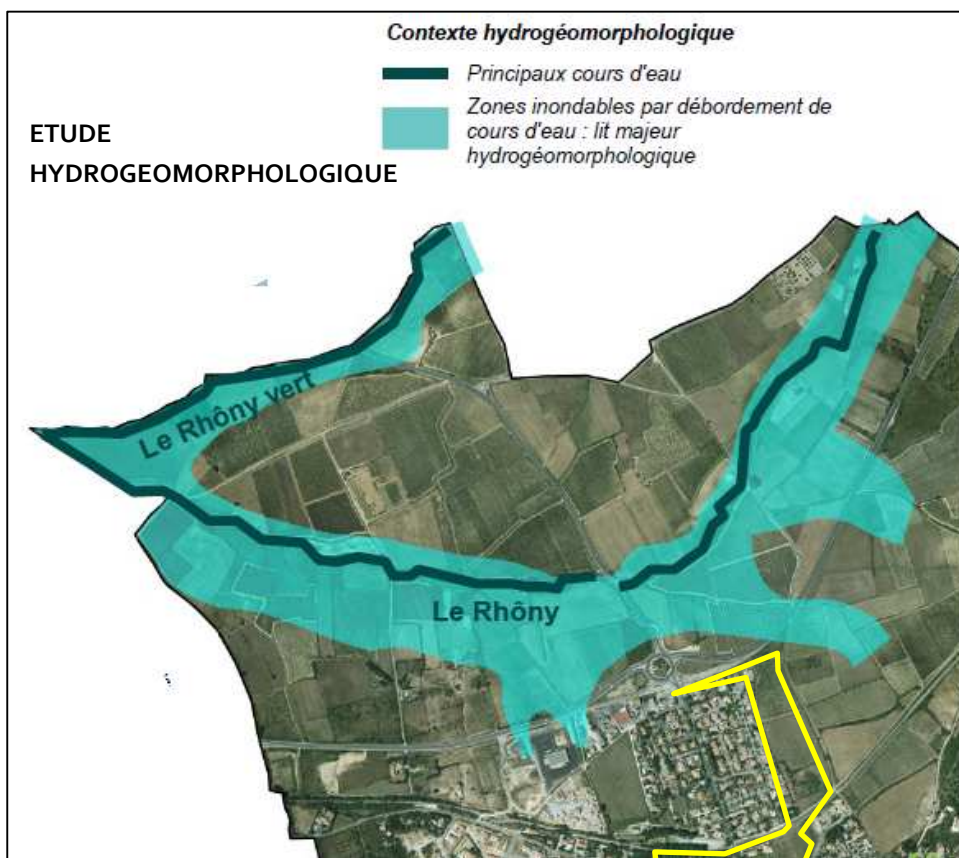 Contexte hydrogéomorphologique
Principaux cours d'eau
Zones inondables par débordement de
cours d'eau : lit majeur
hydrogéomorphologique
ETUDE
HYDROGEOMORPHOLOGIQUE
Le Rhôny vert
Le Rhôny